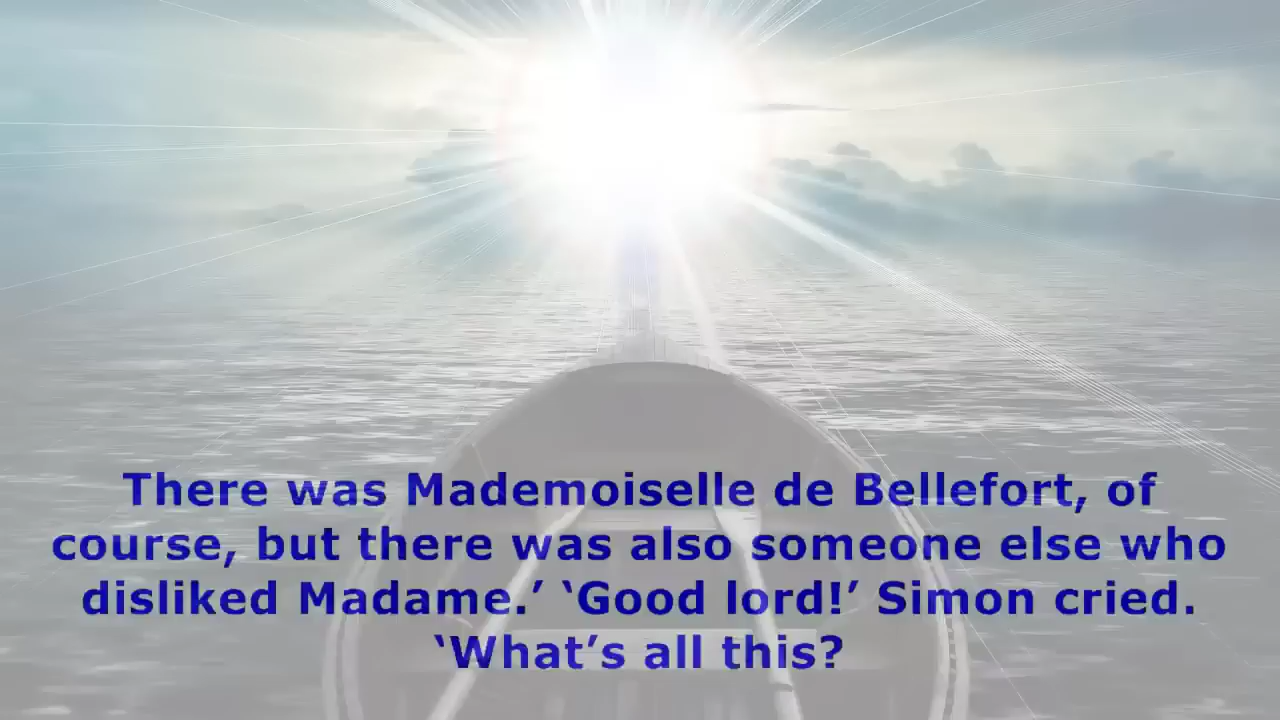 There was Mademoiselle de Bellefort, of
course, but there was also someone else who
disliked Madame.’ ‘Good lord!’ Simon cried.
‘What’s all this?